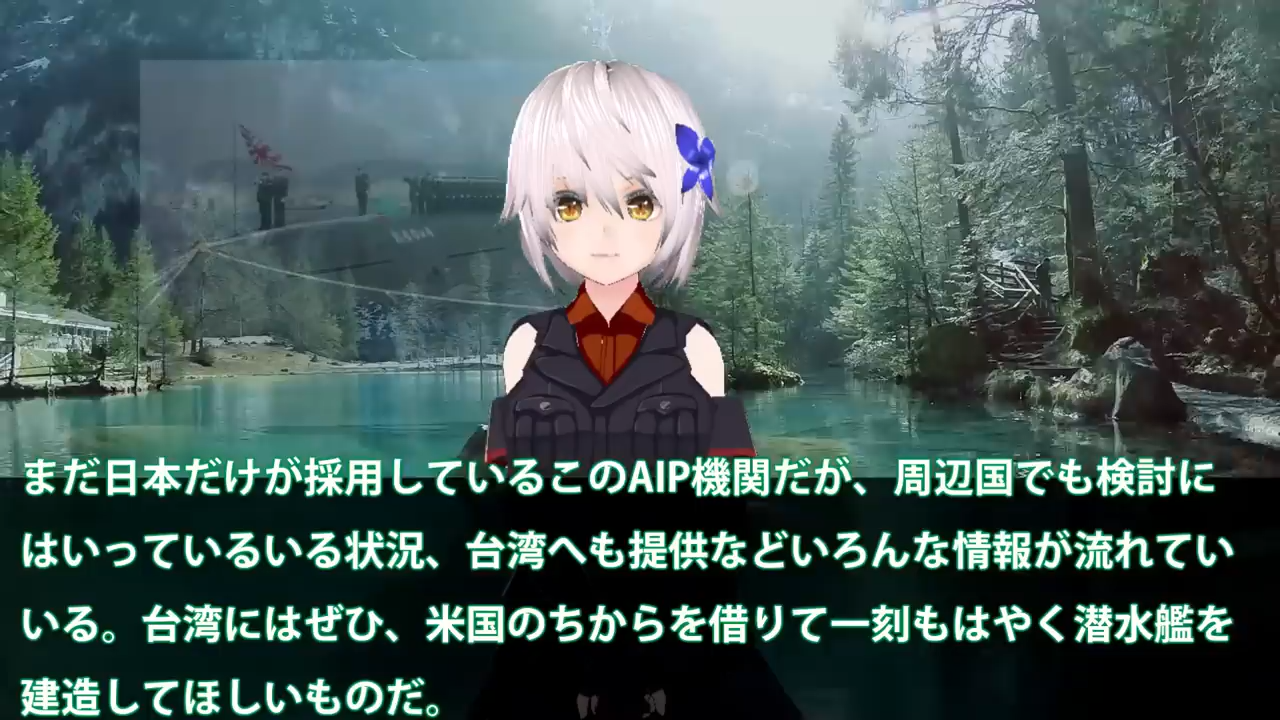 まだ日本だけが採用しているこのAIP機関だが、周辺国でも検討に
はいっているいる状況、台湾へも提供などいろんな情報が流れてい
いる。台湾にはぜひ、米国のちからを借りて一刻もはやく潜水艦を
建造してほしいものだ。